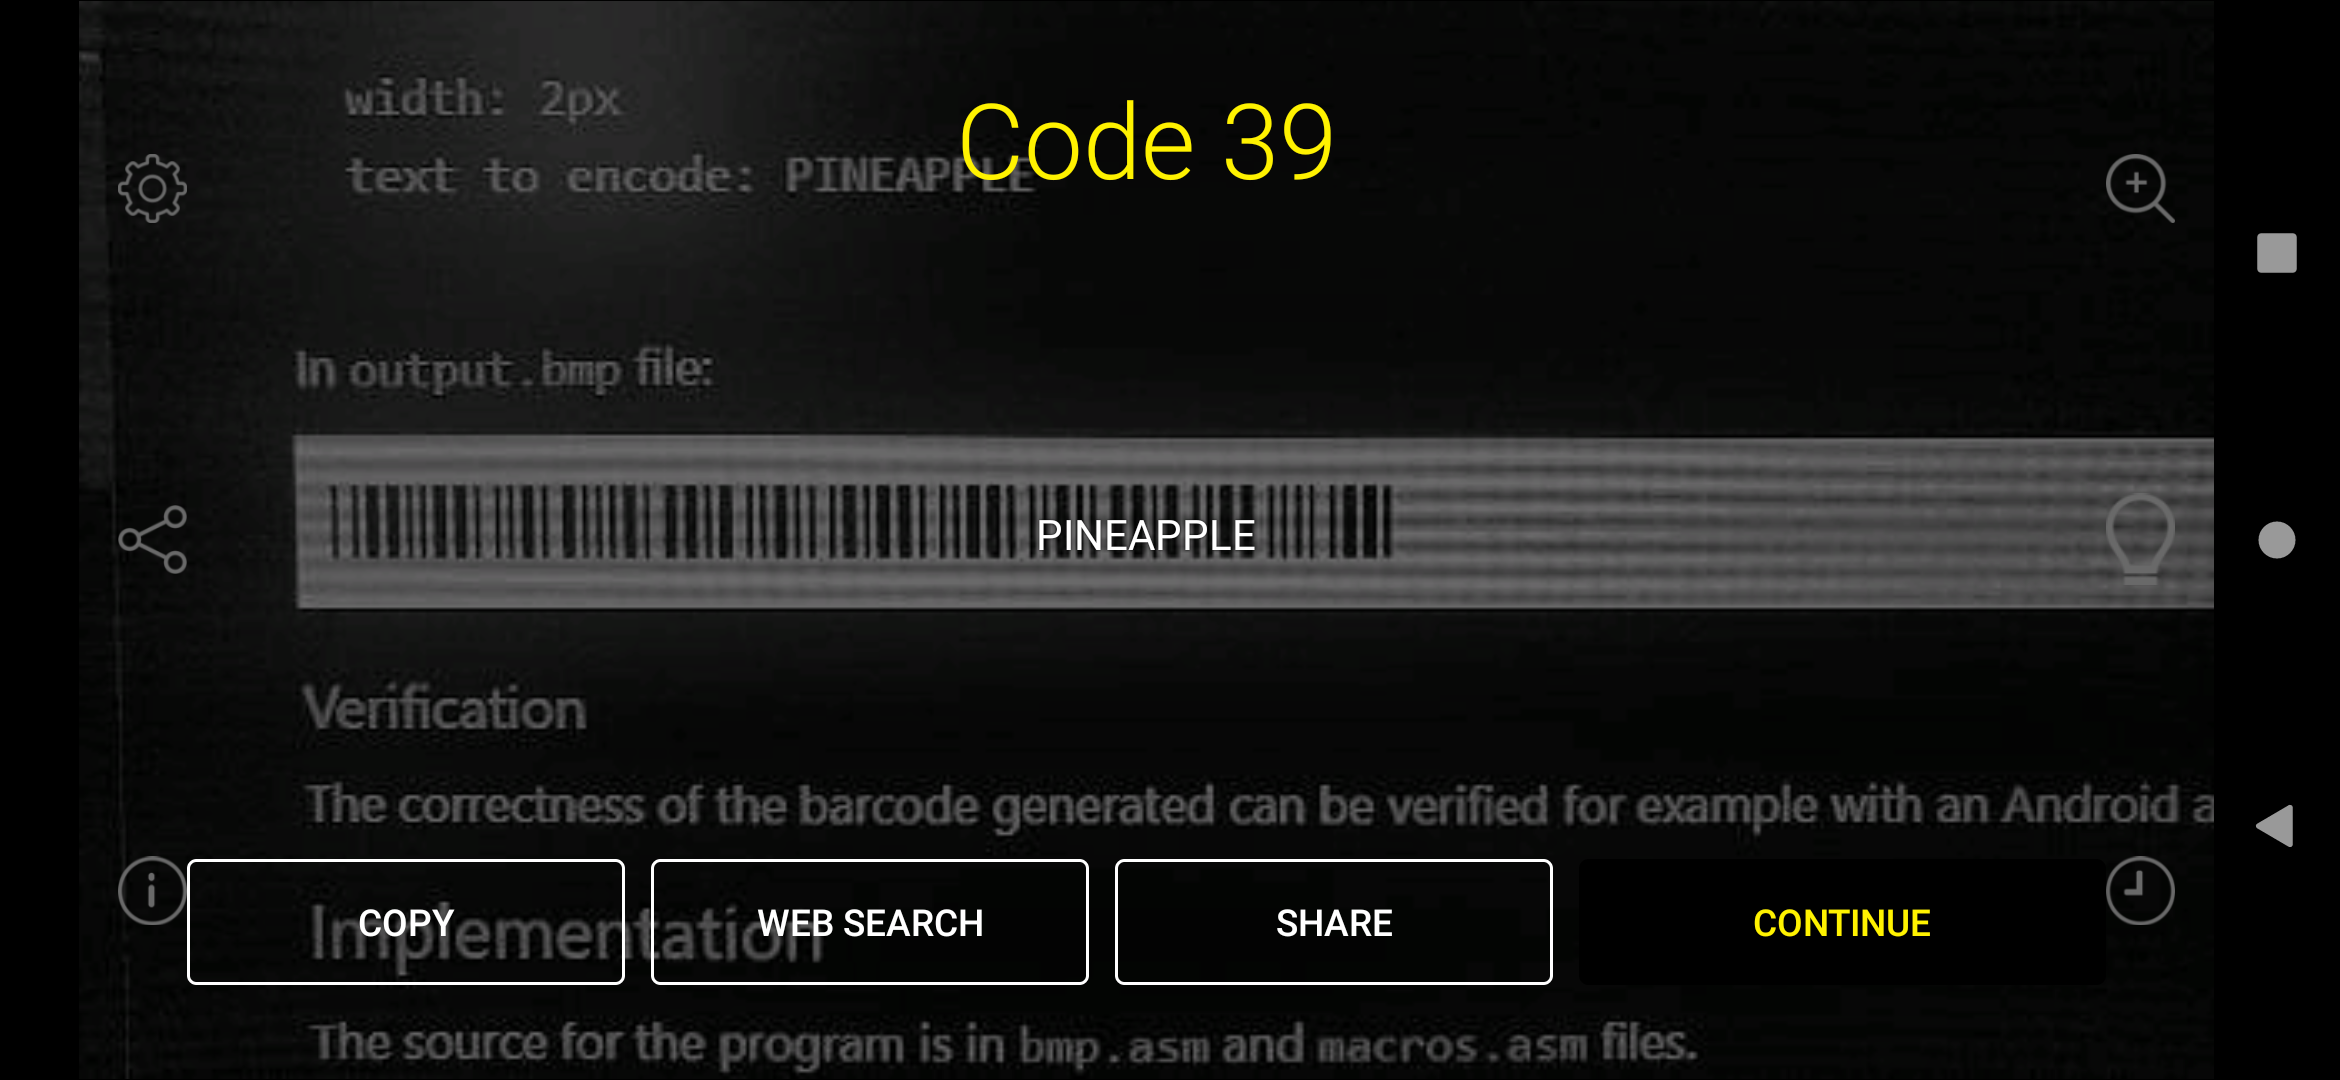 width: 2px
Code 39
text to encode: PINEAPPLE
In output.bmp file:
PINEAPPLE
Verification
The correctness of the barcode generated can be verified for example with an Android a
COPY
WEB SEARCH
SHARE
CONTINUE
Implementation
The source for the program is in bmp.asm and macros.asm files.